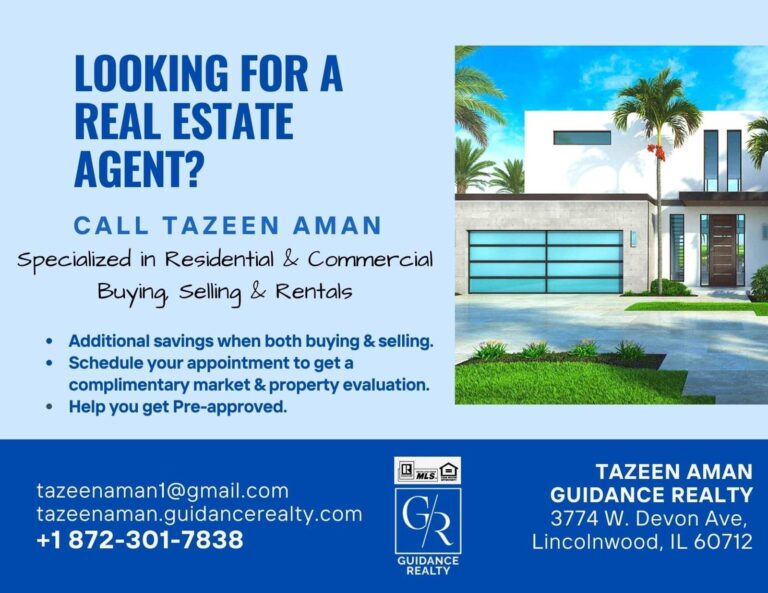 LOOKING FOR A
REAL ESTATE
AGENT?
CALL TAZEEN AMAN
Specialized in Residential & Commercial
Buying, Selling & Rentals
• Additional savings when both buying & selling.
• Schedule your appointment to get a
complimentary market & property evaluation.
• Help you get Pre-approved.
tazeenaman1@gmail.com
tazeenaman.guidancerealty.com
+1 872-301-7838
MLS
G/R
GUIDANCE
REALTY
TAZEEN AMAN
GUIDANCE REALTY
3774 W. Devon Ave,
Lincolnwood, IL 60712